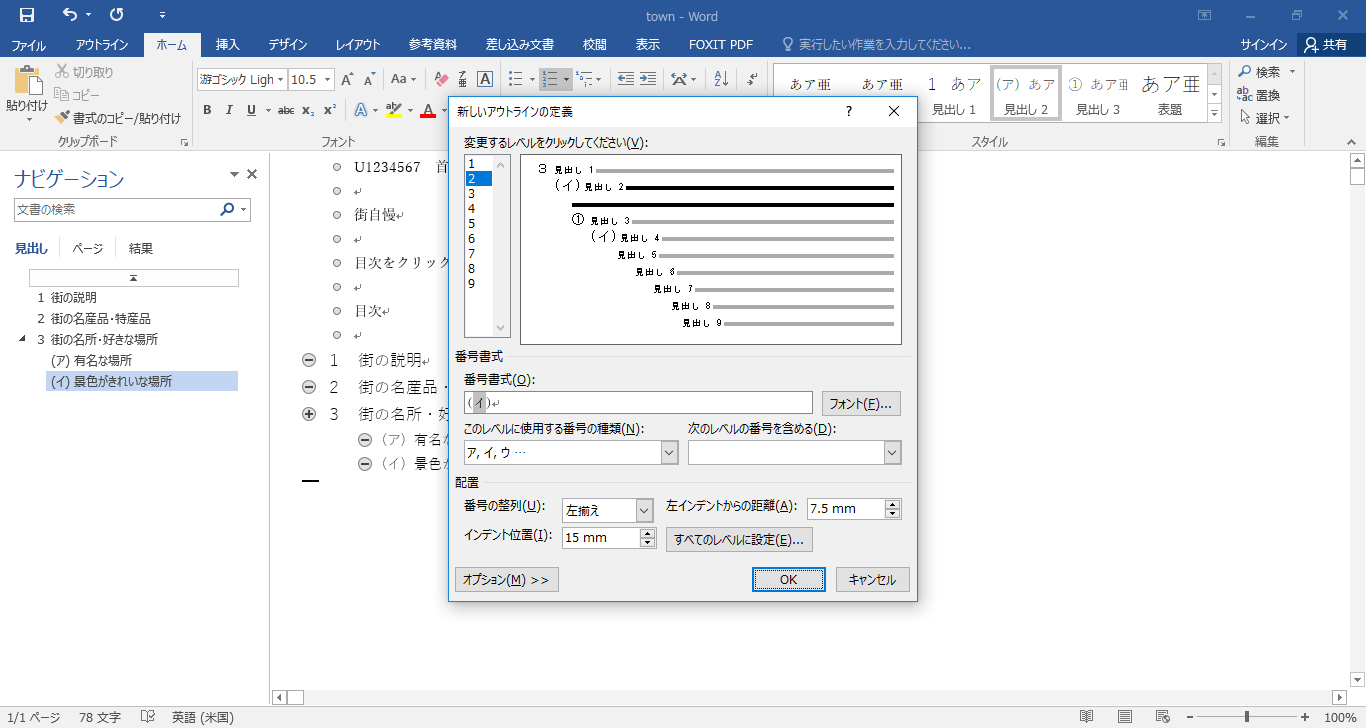 town - Word
ファイル アウトライン ホーム 挿入 デザイン レイアウト 参考資料 差し込み文書 校閲 表示 FOXIT PDF 実行したい作業を入力してください... サインイン 共有
貼り付け
切り取り
コピー
書式のコピー/貼り付け
クリップボード
游ゴシック Ligh 10.5
B I U abc x₂ x²
フォント
あア亜 あア亜 1 あア (ア) あア ① あア亜 あア亜
見出し 1 見出し 2 見出し 3 表題
スタイル
検索
置換
選択
編集
ナビゲーション
文書の検索
見出し ページ 結果
1 街の説明
2 街の名産品・特産品
3 街の名所・好きな場所
(ア) 有名な場所
(イ) 景色がきれいな場所
U1234567 首
街自慢
目次をクリック
目次
1 街の説明
2 街の名産品・
3 街の名所・好
(ア) 有名な
(イ) 景色が
新しいアウトラインの定義
変更するレベルをクリックしてください(V):
1
2
3
4
5
6
7
8
9
3 見出し 1
(イ) 見出し 2
① 見出し 3
(イ) 見出し 4
見出し 5
見出し 6
見出し 7
見出し 8
見出し 9
番号書式
番号書式(O):
(イ)
フォント(F)...
このレベルに使用する番号の種類(N): 次のレベルの番号を含める(D):
ア, イ, ウ …
配置
番号の整列(U): 左揃え 左インデントからの距離(A): 7.5 mm
インデント位置(I): 15 mm すべてのレベルに設定(E)...
オプション(M) >> OK キャンセル
1/1 ページ 78 文字 英語 (米国) 100%